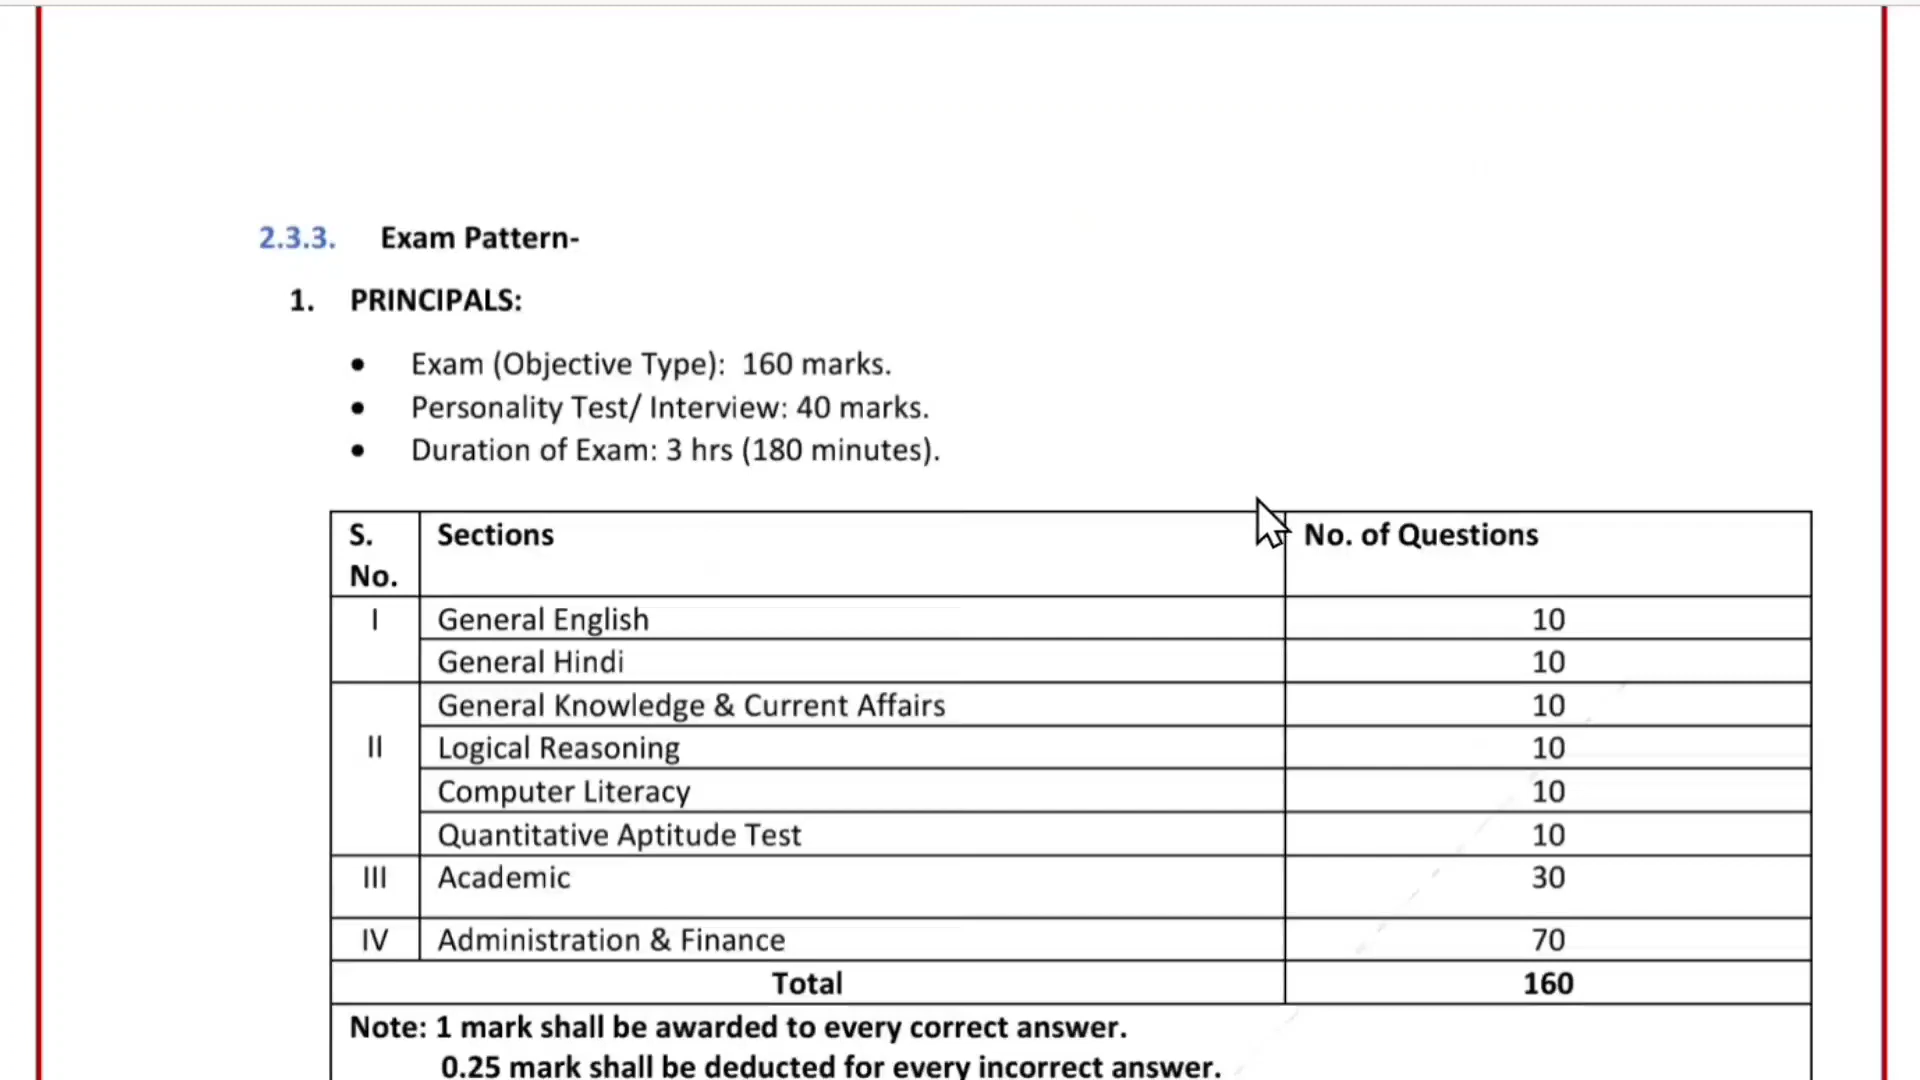 2.3.3. Exam Pattern-
1. PRINCIPALS:
• Exam (Objective Type): 160 marks.
• Personality Test/ Interview: 40 marks.
• Duration of Exam: 3 hrs (180 minutes).
S. No. Sections No. of Questions
I General English 10
General Hindi 10
General Knowledge & Current Affairs 10
II Logical Reasoning 10
Computer Literacy 10
Quantitative Aptitude Test 10
III Academic 30
IV Administration & Finance 70
Total 160
Note: 1 mark shall be awarded to every correct answer.
0.25 mark shall be deducted for every incorrect answer.